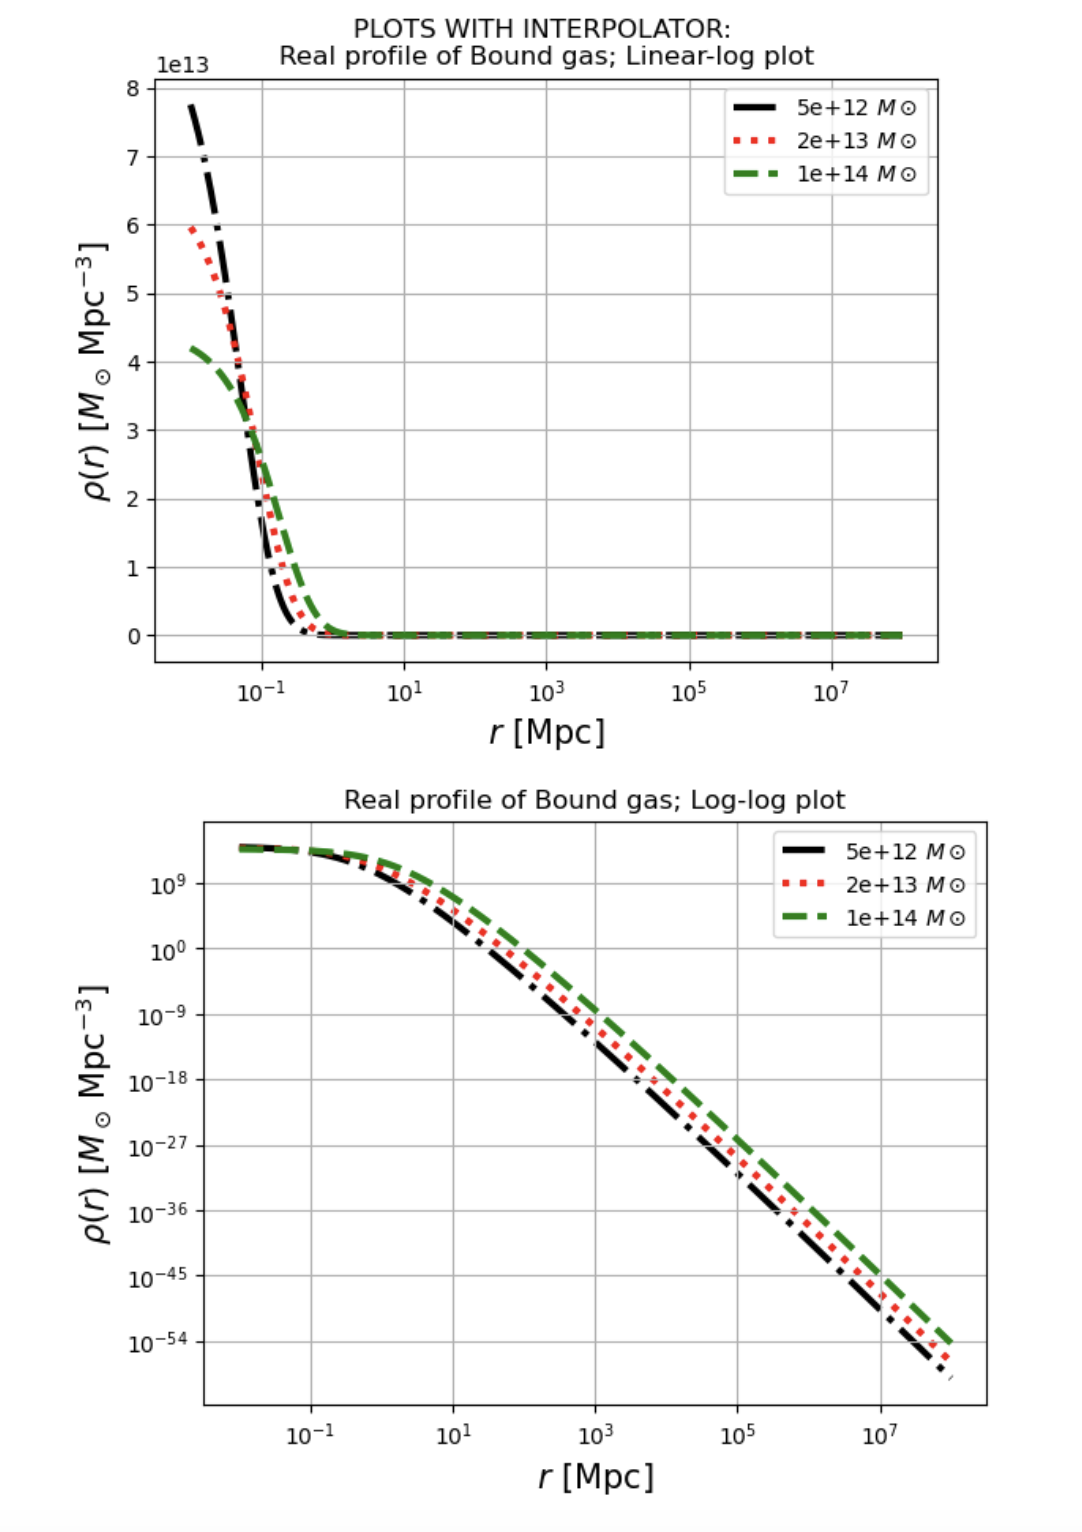 PLOTS WITH INTERPOLATOR:
Real profile of Bound gas; Linear-log plot
1e13
8
7
6
5
4
3
2
1
0
ρ(r) [M⊙ Mpc⁻³]
5e+12 M⊙
2e+13 M⊙
1e+14 M⊙
10⁻¹ 10¹ 10³ 10⁵ 10⁷
r [Mpc]
Real profile of Bound gas; Log-log plot
10⁹
10⁰
10⁻⁹
10⁻¹⁸
10⁻²⁷
10⁻³⁶
10⁻⁴⁵
10⁻⁵⁴
ρ(r) [M⊙ Mpc⁻³]
5e+12 M⊙
2e+13 M⊙
1e+14 M⊙
10⁻¹ 10¹ 10³ 10⁵ 10⁷
r [Mpc]